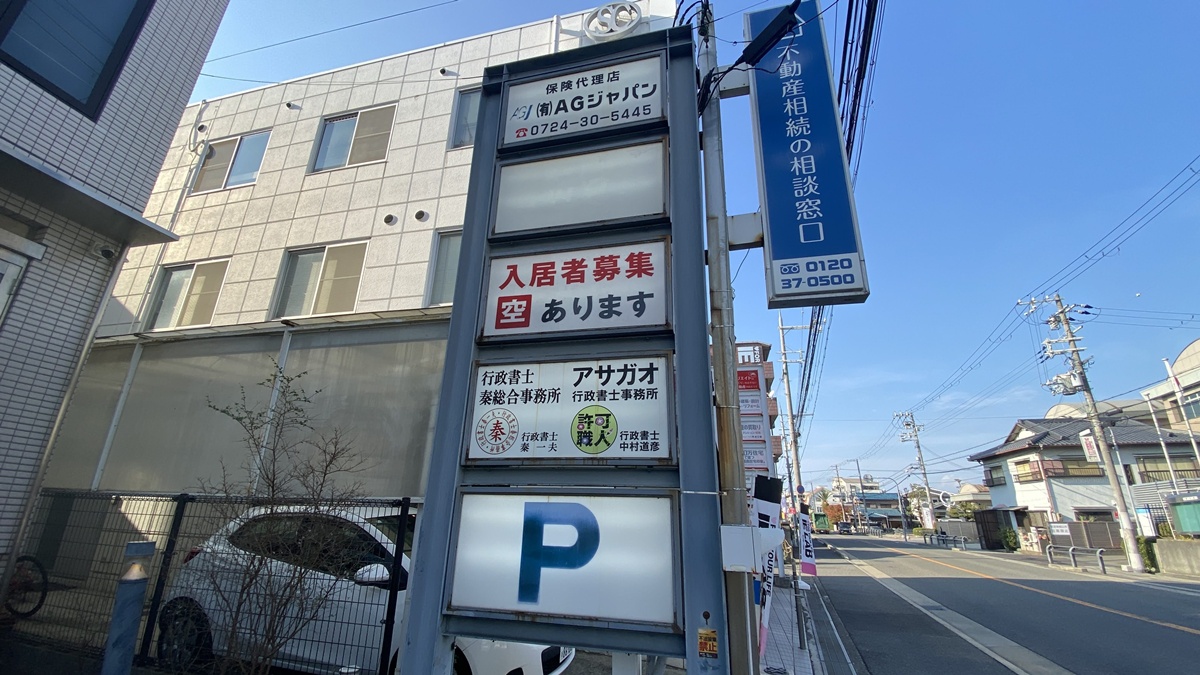 保険代理店
AGJ (有)AGジャパン
☎0724-30-5445
入居者募集
空 あります
行政書士
秦総合事務所
秦
行政書士
秦 一夫
アサガオ
行政書士事務所
許可
職人
行政書士
中村道彦
P
不動産相続の相談窓口
0120
37-0500
禁止